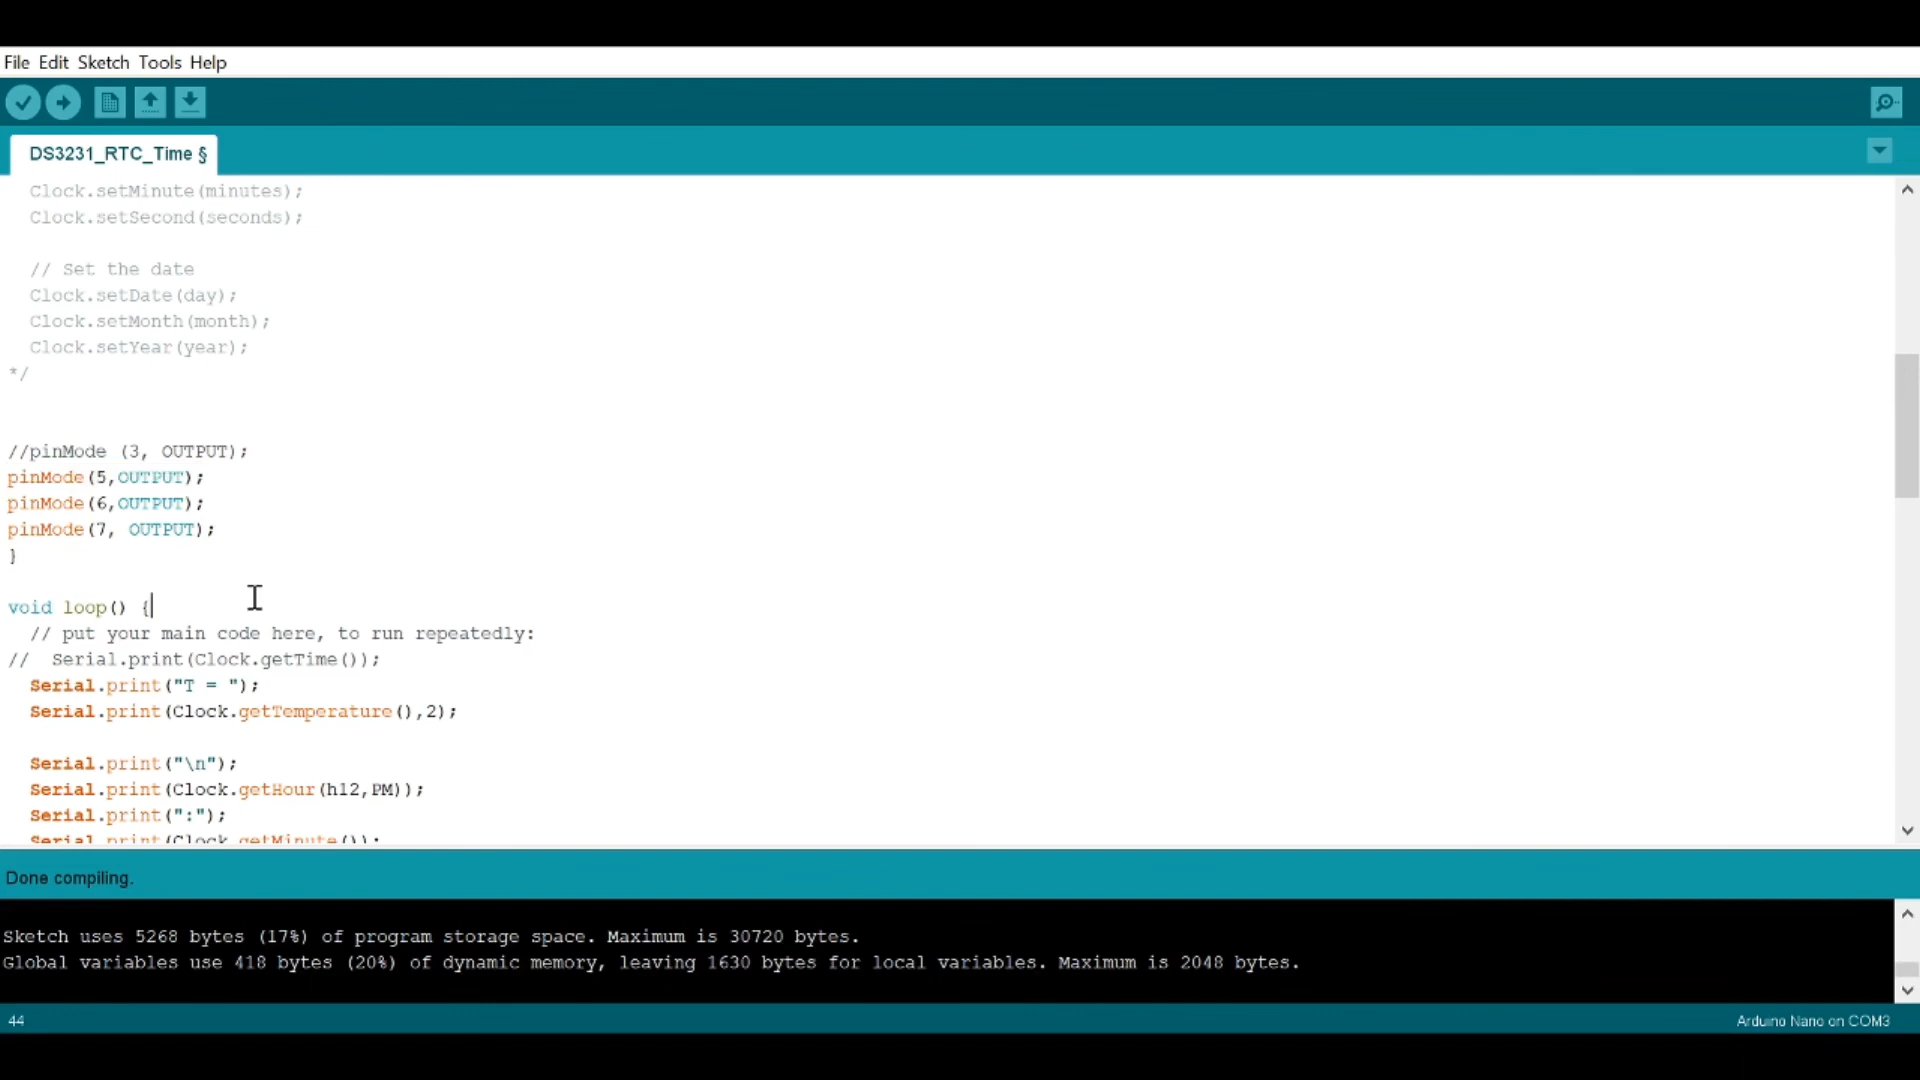 File Edit Sketch Tools Help
DS3231_RTC_Time §
Clock.setMinute(minutes);
Clock.setSecond(seconds);
// Set the date
Clock.setDate(day);
Clock.setMonth(month);
Clock.setYear(year);
*/
//pinMode (3, OUTPUT);
pinMode(5,OUTPUT);
pinMode(6,OUTPUT);
pinMode(7, OUTPUT);
}
void loop() {
// put your main code here, to run repeatedly:
//  Serial.print(Clock.getTime());
Serial.print("T = ");
Serial.print(Clock.getTemperature(),2);
Serial.print("\n");
Serial.print(Clock.getHour(h12,PM));
Serial.print(":");
Serial.print(Clock.getMinute());
Done compiling.
Sketch uses 5268 bytes (17%) of program storage space. Maximum is 30720 bytes.
Global variables use 418 bytes (20%) of dynamic memory, leaving 1630 bytes for local variables. Maximum is 2048 bytes.
44
Arduino Nano on COM3